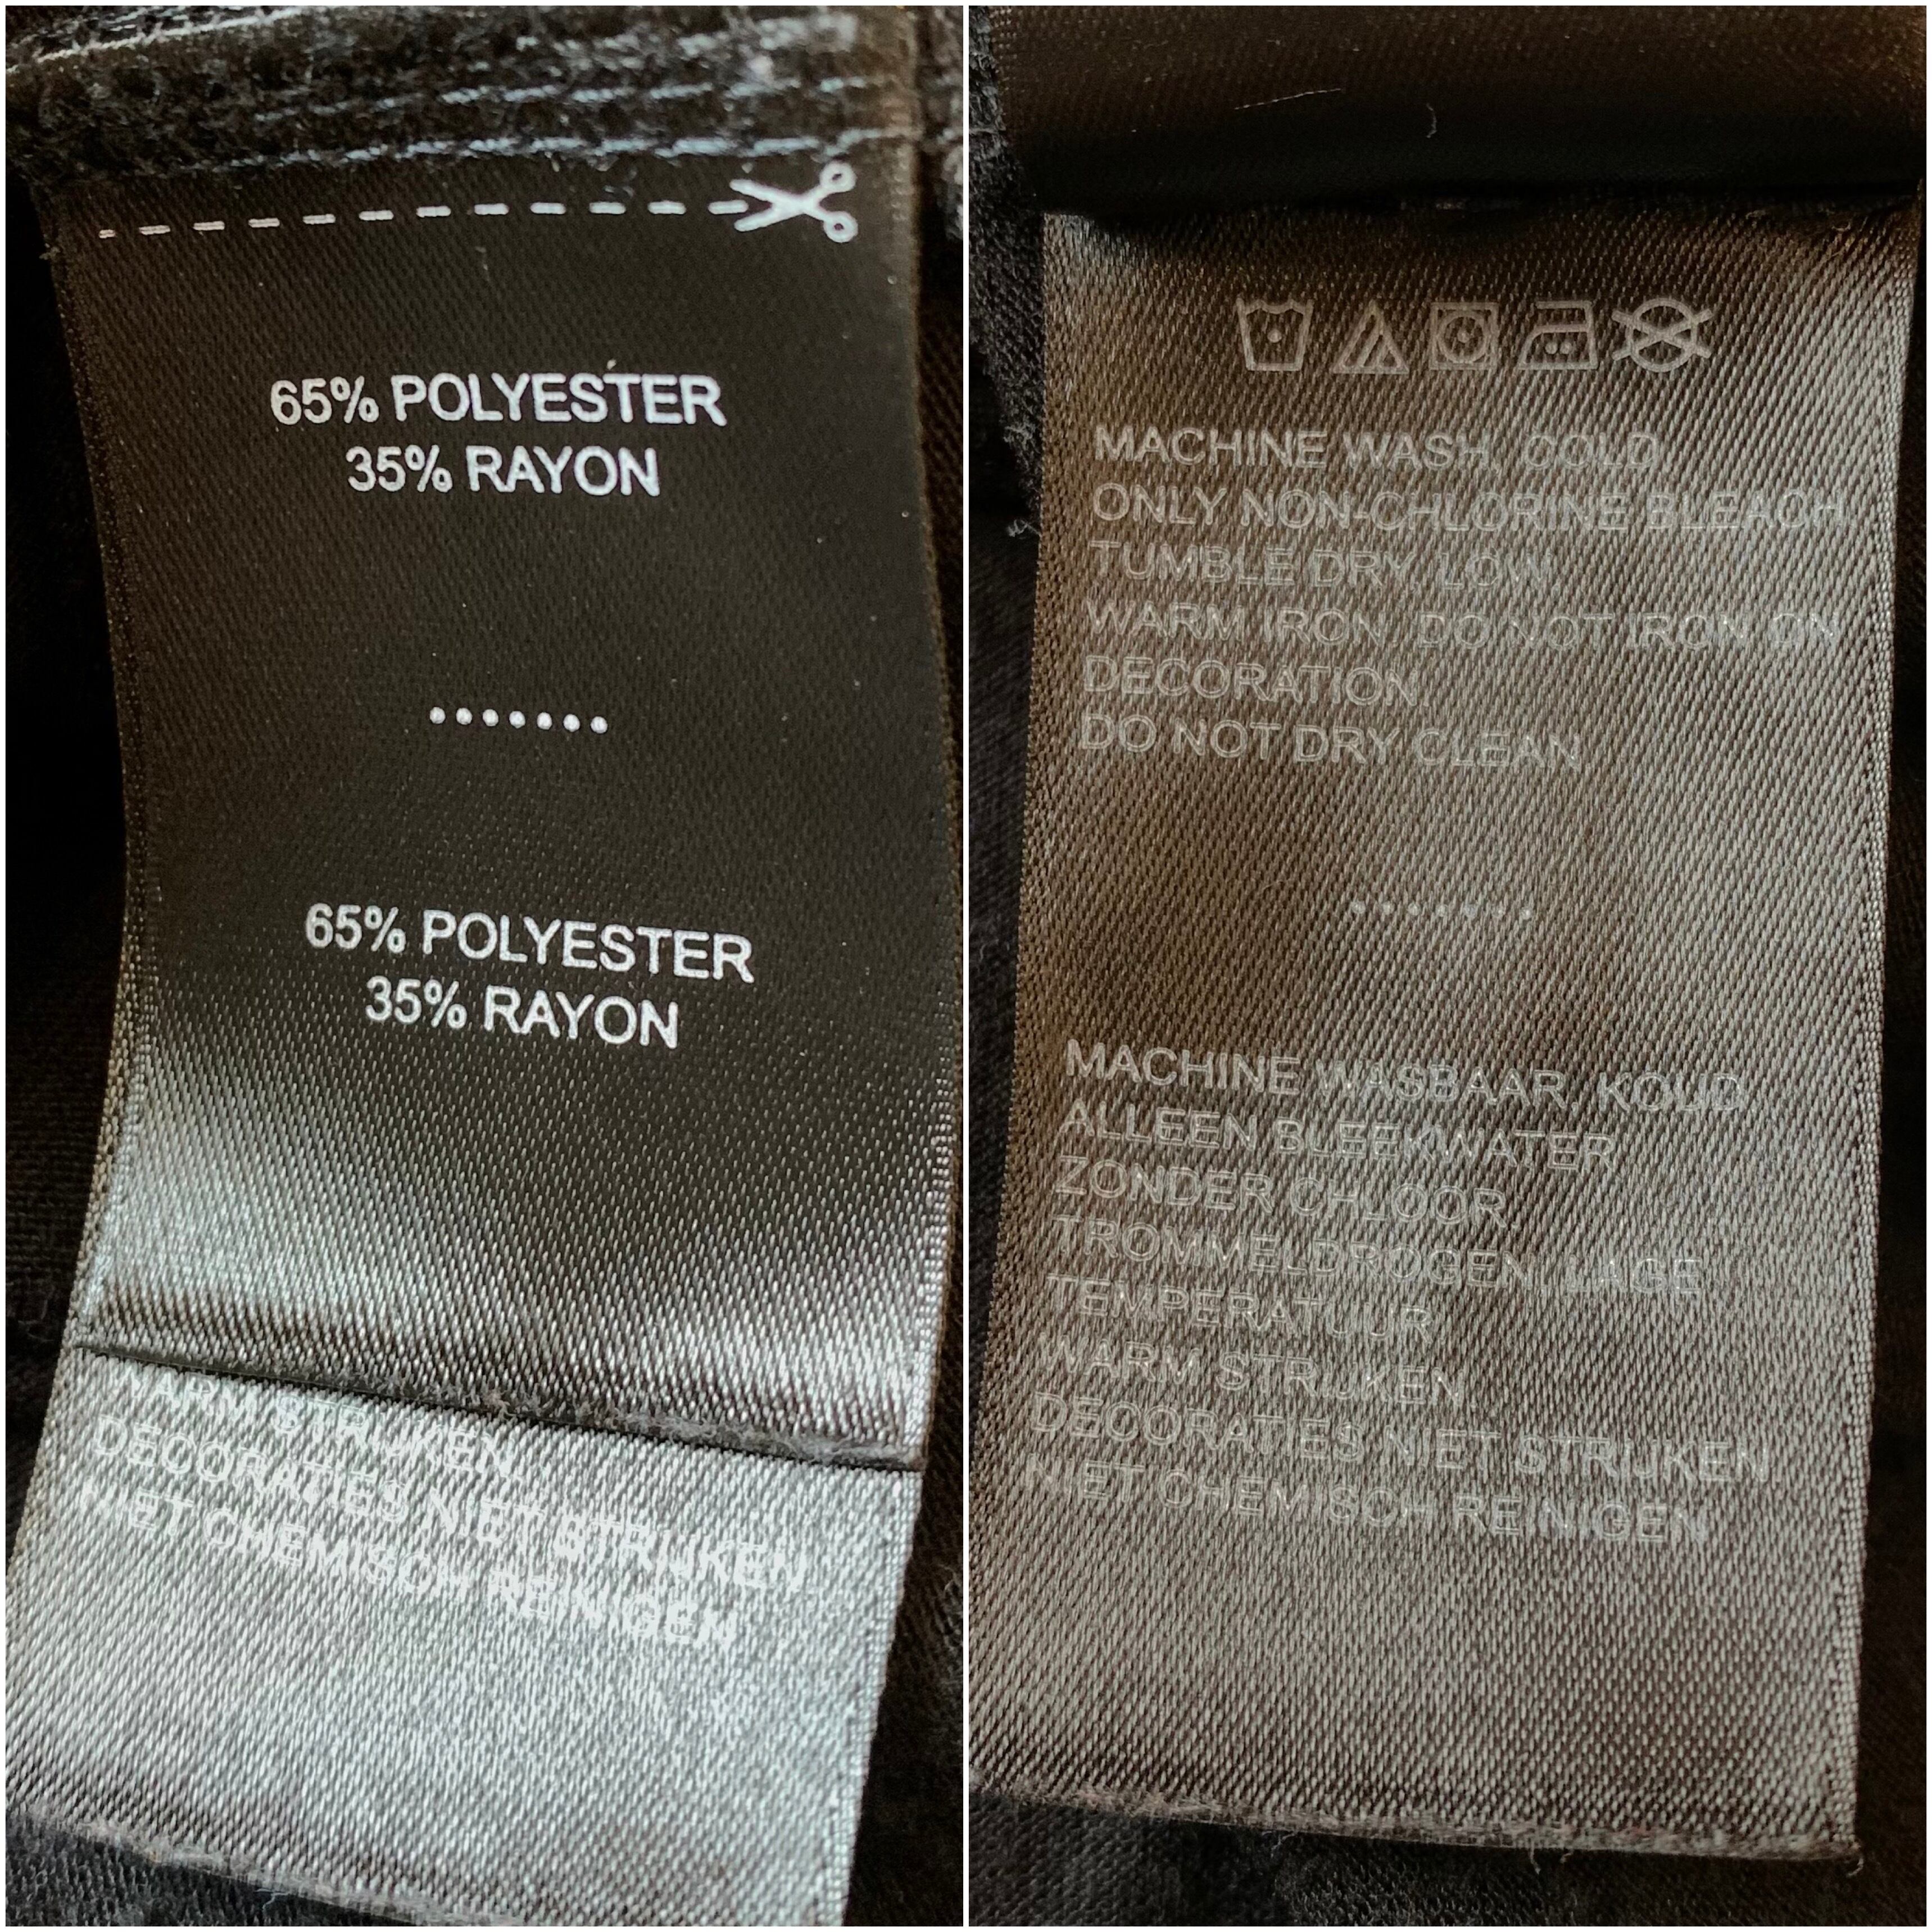 65% POLYESTER
35% RAYON
65% POLYESTER
35% RAYON
WARM STRIJKEN,
DECORATIES NIET STRIJKEN
NIET CHEMISCH REINIGEN
MACHINE WASH, COLD,
ONLY NON-CHLORINE BLEACH
TUMBLE DRY, LOW,
WARM IRON, DO NOT IRON ON
DECORATION,
DO NOT DRY CLEAN
MACHINE WASBAAR, KOUD,
ALLEEN BLEEKWATER
ZONDER CHLOOR,
TROMMELDROGEN, LAGE
TEMPERATUUR
WARM STRIJKEN,
DECORATIES NIET STRIJKEN
NIET CHEMISCH REINIGEN